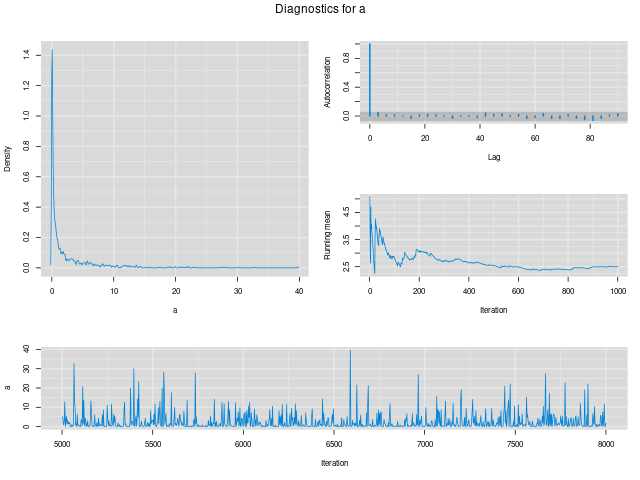 Diagnostics for a
Density
0.0 0.2 0.4 0.6 0.8 1.0 1.2 1.4
0 10 20 30 40
a
Autocorrelation
0.0 0.4 0.8
0 20 40 60 80
Lag
Running mean
2.5 3.5 4.5
0 200 400 600 800 1000
Iteration
a
0 10 20 30 40
5000 5500 6000 6500 7000 7500 8000
Iteration